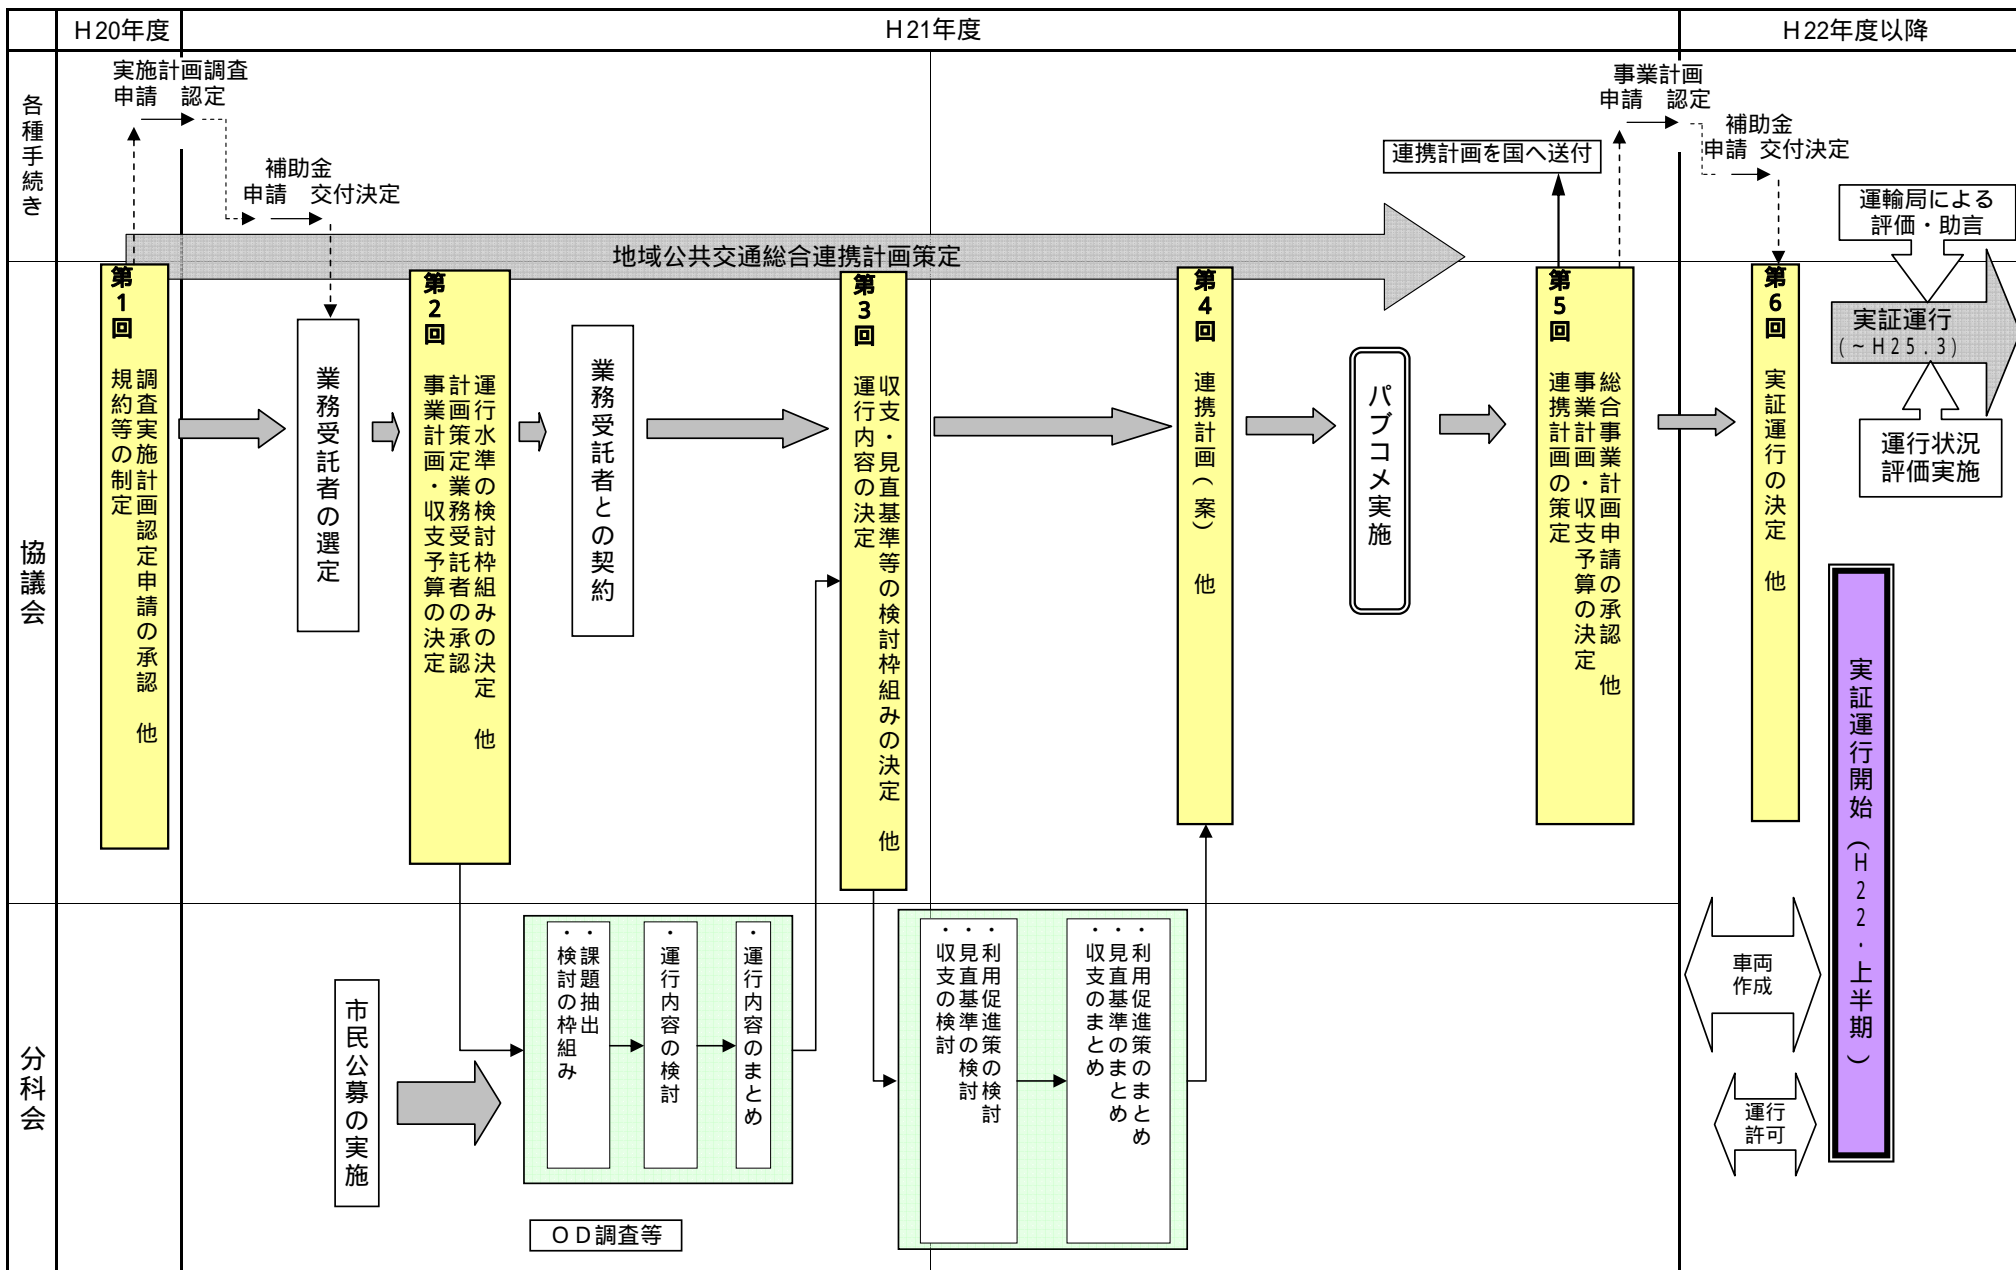 H20年度
H21年度
H22年度以降
各種手続き
実施計画調査
申請　認定
補助金
申請　交付決定
地域公共交通総合連携計画策定
連携計画を国へ送付
事業計画
申請　認定
補助金
申請 交付決定
運輸局による
評価・助言
協議会
第1回
調査実施計画認定申請の承認　他
規約等の制定
業務受託者の選定
第2回
運行水準の検討枠組みの決定　他
計画策定業務受託者の承認
事業計画・収支予算の決定
業務受託者との契約
第3回
収支・見直基準等の検討枠組みの決定　他
運行内容の決定
第4回
連携計画（案）　他
パブコメ実施
第5回
総合事業計画申請の承認　他
事業計画・収支予算の決定
連携計画の策定
第6回
実証運行の決定　他
実証運行
(～H25.3)
運行状況
評価実施
実証運行開始（H22・上半期）
分科会
市民公募の実施
・課題抽出
・検討の枠組み
・運行内容の検討
・運行内容のまとめ
OD調査等
・利用促進策の検討
・見直基準の検討
・収支の検討
・利用促進策のまとめ
・見直基準のまとめ
・収支のまとめ
車両
作成
運行
許可